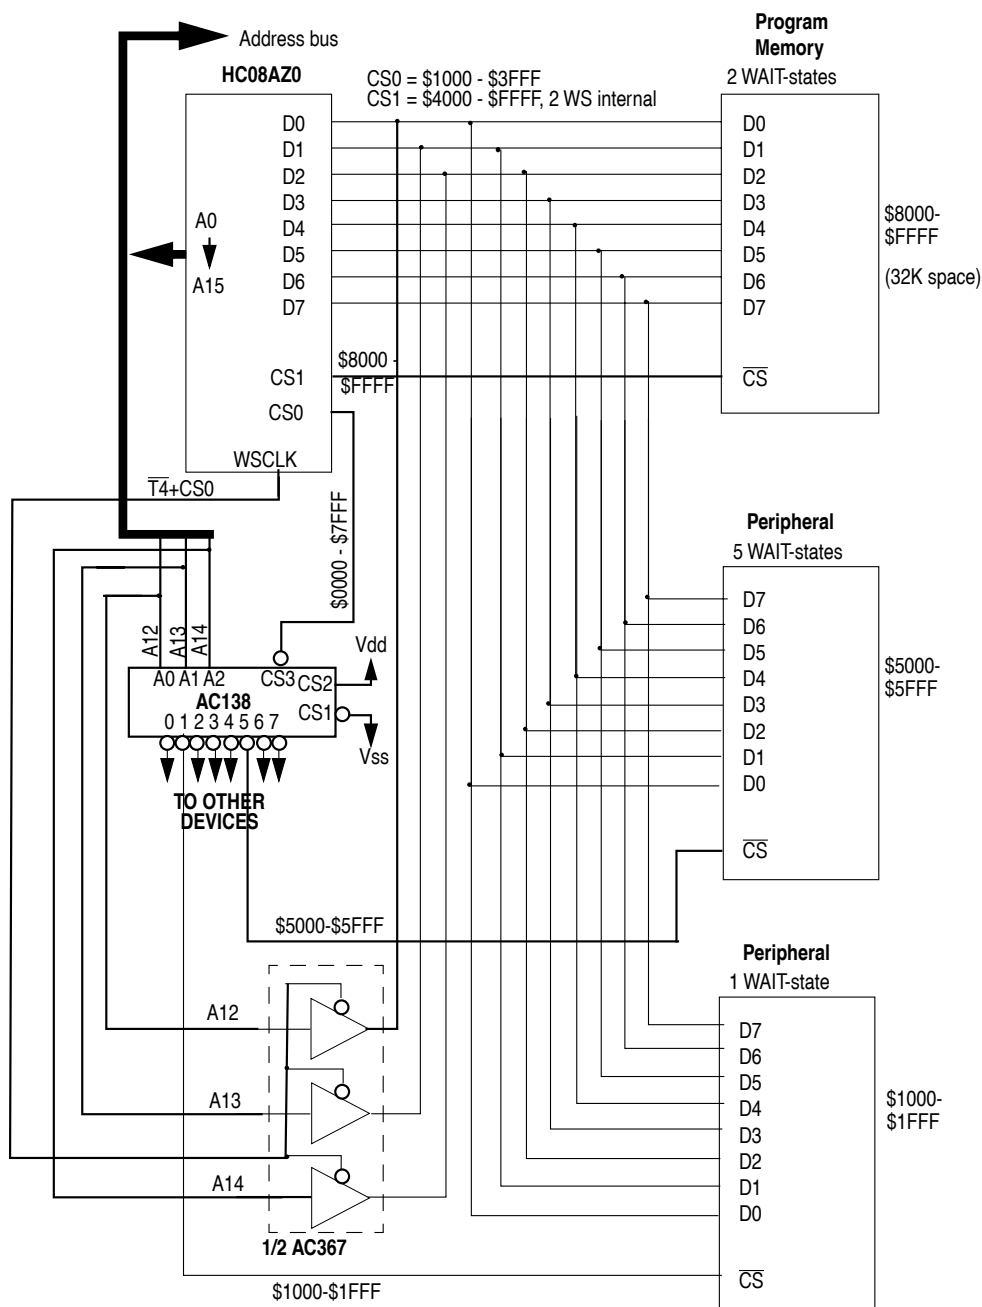 Address bus
HC08AZ0
CS0 = $1000 - $3FFF
CS1 = $4000 - $FFFF, 2 WS internal
D0
D1
D2
D3
D4
D5
D6
D7
A0
A15
CS1
CS0
WSCLK
$8000 -
$FFFF
T4+CS0
$0000 - $7FFF
Program
Memory
2 WAIT-states
D0
D1
D2
D3
D4
D5
D6
D7
CS
$8000-
$FFFF
(32K space)
A12
A13
A14
A0 A1 A2
CS3
CS2
CS1
AC138
0 1 2 3 4 5 6 7
Vdd
Vss
TO OTHER
DEVICES
Peripheral
5 WAIT-states
D7
D6
D5
D4
D3
D2
D1
D0
CS
$5000-
$5FFF
$5000-$5FFF
A12
A13
A14
1/2 AC367
$1000-$1FFF
Peripheral
1 WAIT-state
D7
D6
D5
D4
D3
D2
D1
D0
CS
$1000-
$1FFF